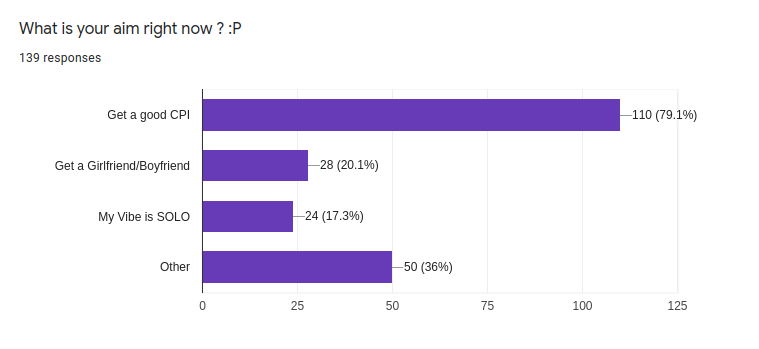 What is your aim right now ? :P
139 responses
Get a good CPI
110 (79.1%)
Get a Girlfriend/Boyfriend
28 (20.1%)
My Vibe is SOLO
24 (17.3%)
Other
50 (36%)
0 25 50 75 100 125